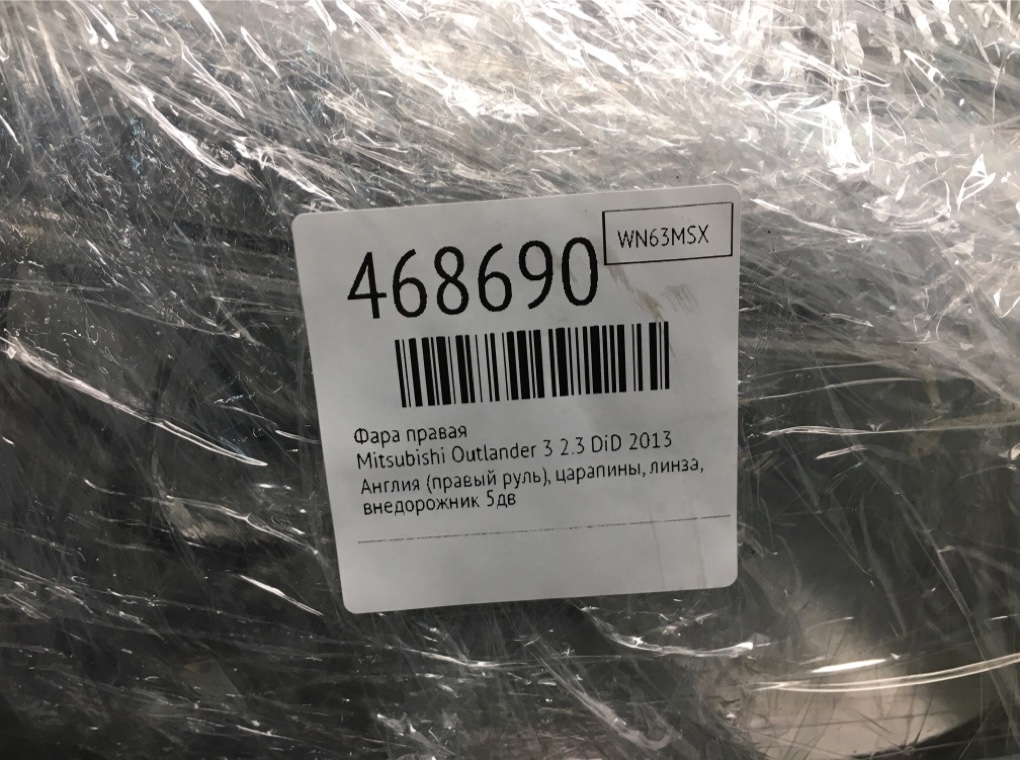 468690
WN63MSX
Фара правая
Mitsubishi Outlander 3 2.3 DiD 2013
Англия (правый руль), царапины, линза,
внедорожник 5дв